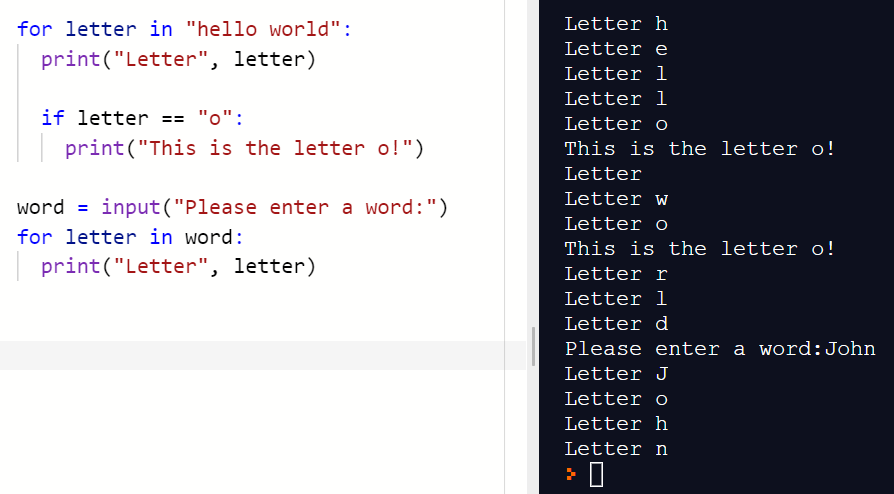 for letter in "hello world":
  print("Letter", letter)
  if letter == "o":
    print("This is the letter o!")
word = input("Please enter a word:")
for letter in word:
  print("Letter", letter)
Letter h
Letter e
Letter l
Letter l
Letter o
This is the letter o!
Letter
Letter w
Letter o
This is the letter o!
Letter r
Letter l
Letter d
Please enter a word:John
Letter J
Letter o
Letter h
Letter n